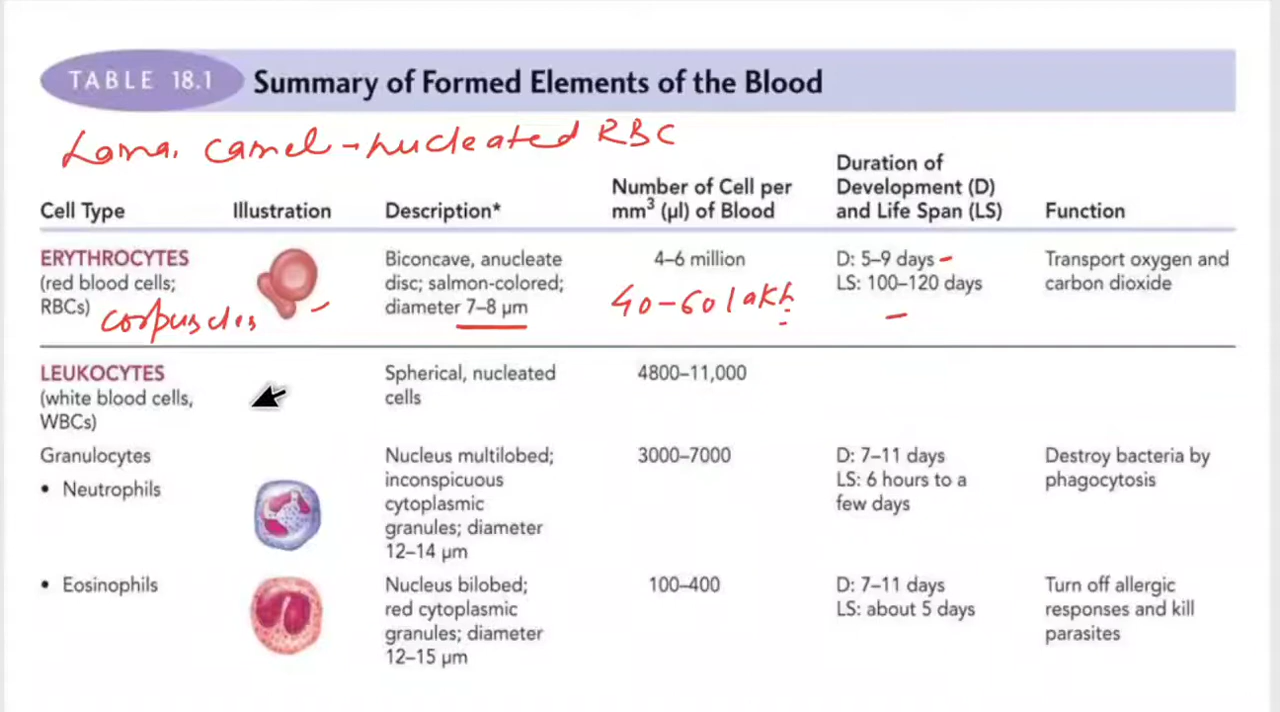 TABLE 18.1 Summary of Formed Elements of the Blood
Lama, camel → nucleated RBC
Cell Type
Illustration
Description*
Number of Cell per
mm³ (µl) of Blood
Duration of
Development (D)
and Life Span (LS)
Function
ERYTHROCYTES
(red blood cells;
RBCs) corpuscles
Biconcave, anucleate
disc; salmon-colored;
diameter 7–8 µm
4–6 million
40-60 lakh
D: 5–9 days
LS: 100–120 days
Transport oxygen and
carbon dioxide
LEUKOCYTES
(white blood cells,
WBCs)
Spherical, nucleated
cells
4800–11,000
Granulocytes
• Neutrophils
Nucleus multilobed;
inconspicuous
cytoplasmic
granules; diameter
12–14 µm
3000–7000
D: 7–11 days
LS: 6 hours to a
few days
Destroy bacteria by
phagocytosis
• Eosinophils
Nucleus bilobed;
red cytoplasmic
granules; diameter
12–15 µm
100–400
D: 7–11 days
LS: about 5 days
Turn off allergic
responses and kill
parasites